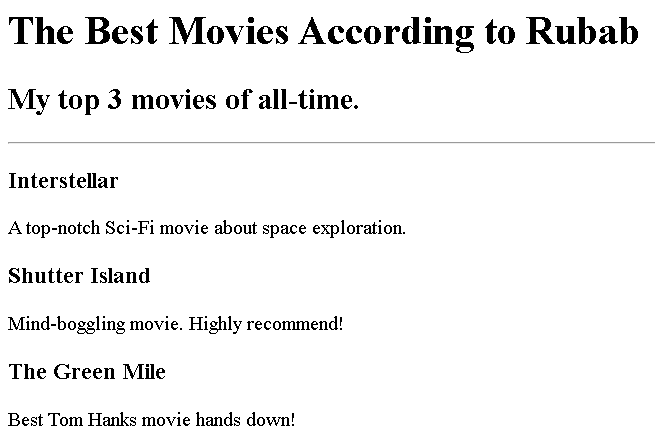 The Best Movies According to Rubab
My top 3 movies of all-time.
Interstellar
A top-notch Sci-Fi movie about space exploration.
Shutter Island
Mind-boggling movie. Highly recommend!
The Green Mile
Best Tom Hanks movie hands down!